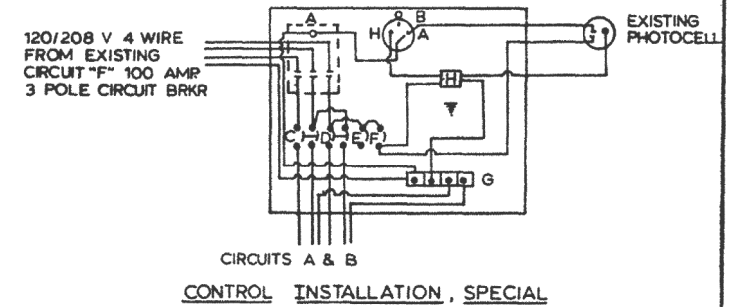 120/208 V 4 WIRE
FROM EXISTING
CIRCUIT "F" 100 AMP
3 POLE CIRCUIT BRKR
A
B
H
A
EXISTING
PHOTOCELL
H
C
D
E
F
G
CIRCUITS A & B
CONTROL INSTALLATION, SPECIAL